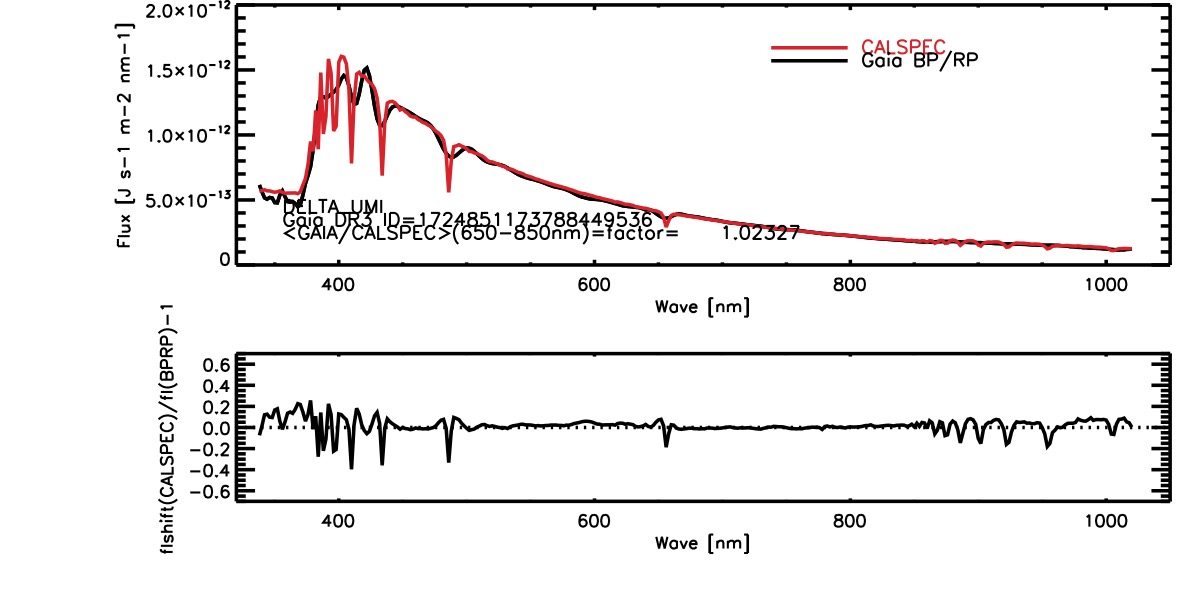 2.0×10−12
1.5×10−12
1.0×10−12
5.0×10−13
0
Flux [J s−1 m−2 nm−1]
CALSPEC
Gaia BP/RP
DELTA_UMI
Gaia DR3 ID=1724851173788449536
<GAIA/CALSPEC>(650−850nm)=factor= 1.02327
400 600 800 1000
Wave [nm]
flshift(CALSPEC)/fl(BPRP)−1
0.6
0.4
0.2
0.0
−0.2
−0.4
−0.6
400 600 800 1000
Wave [nm]